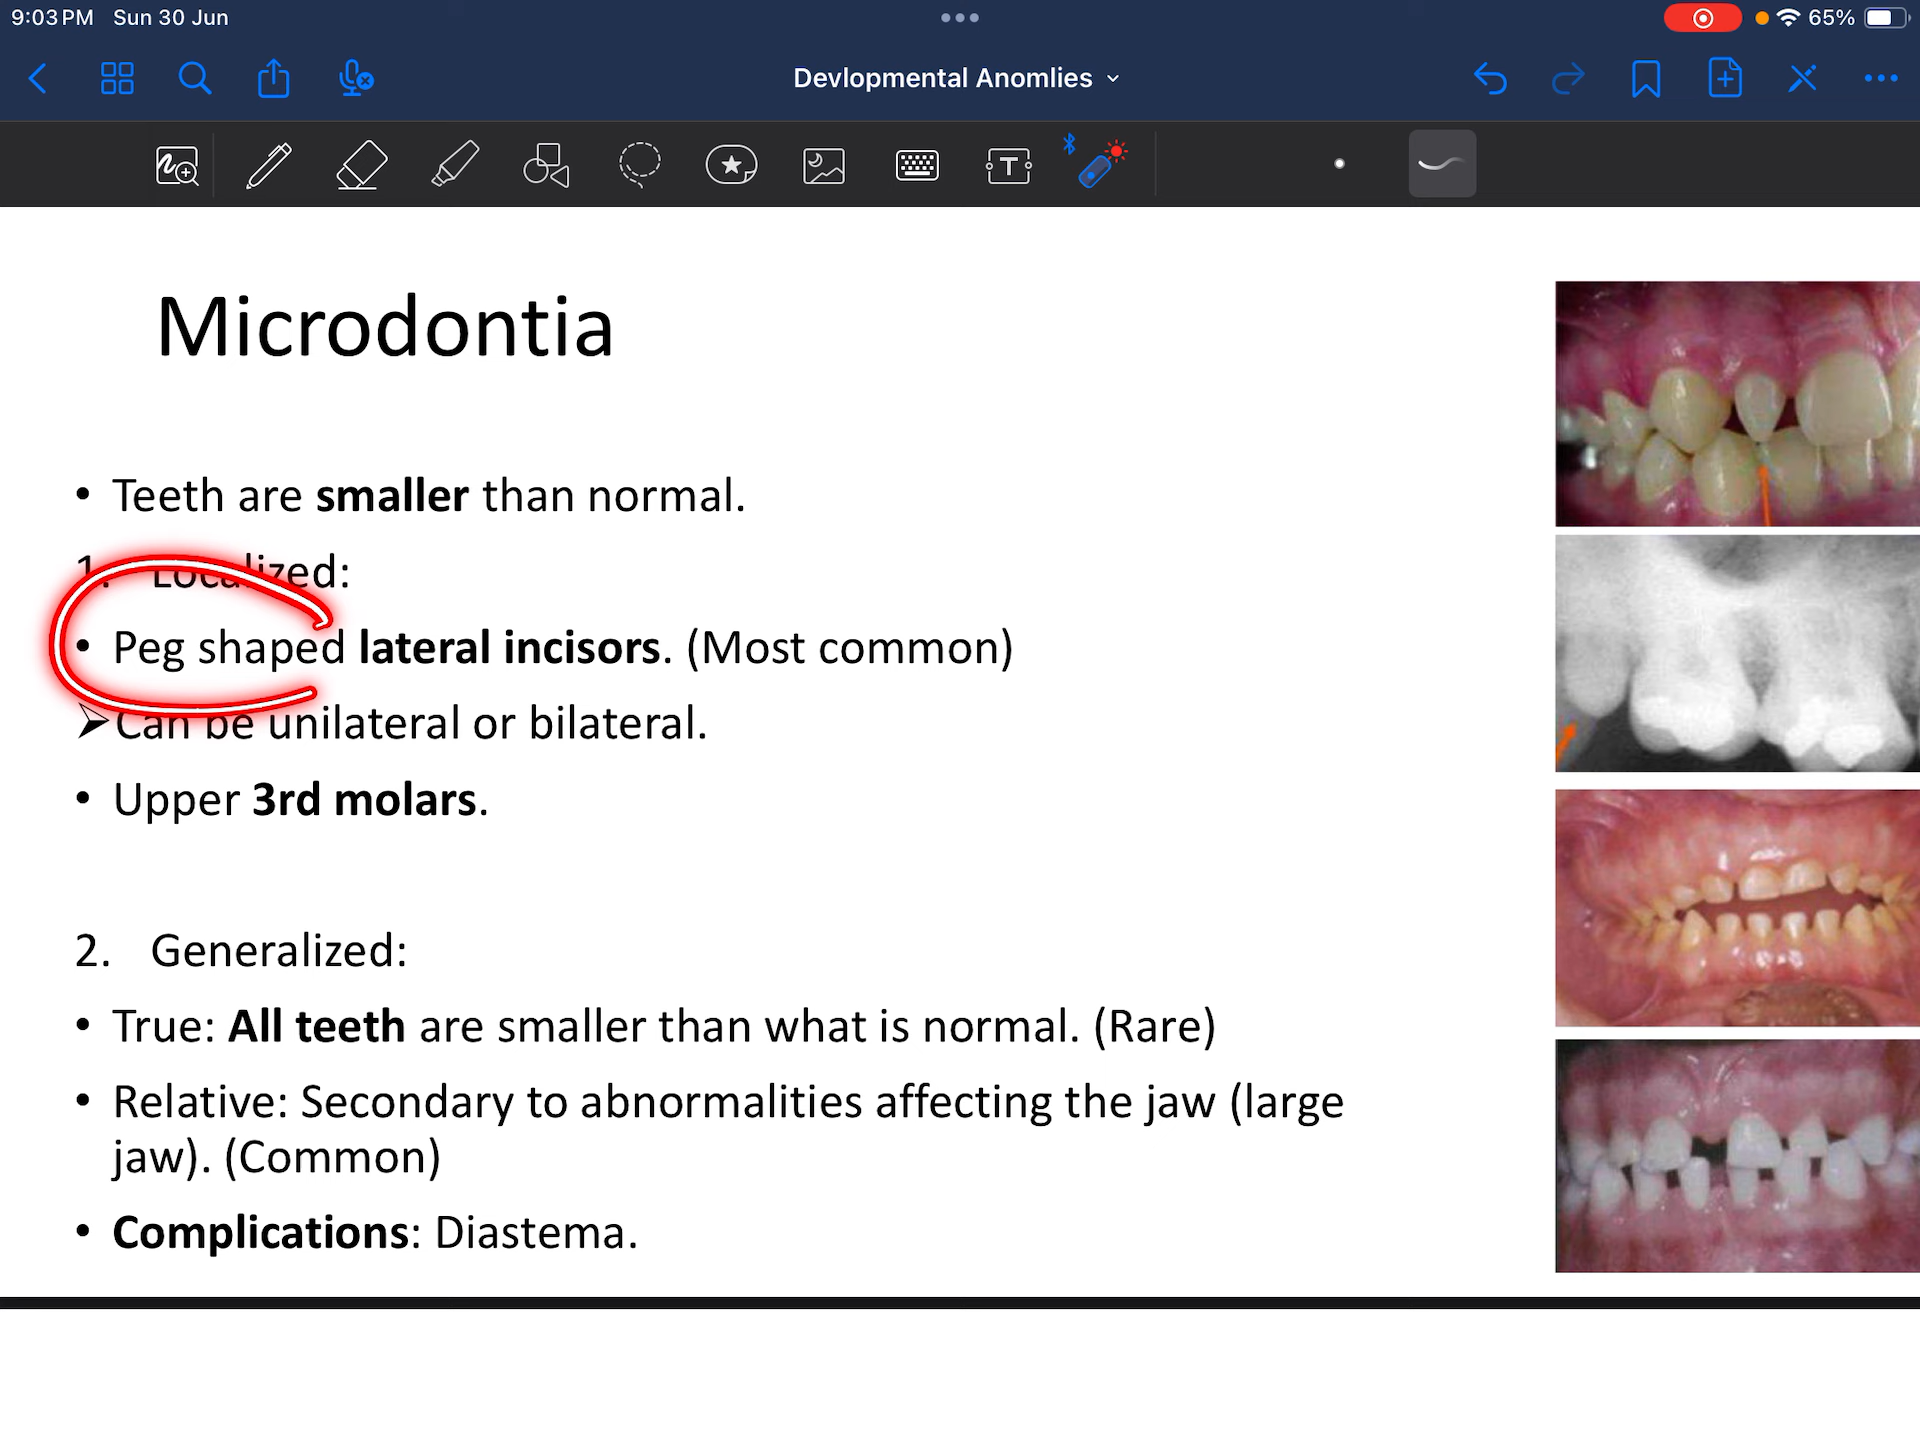 9:03 PM Sun 30 Jun
65%
Devlopmental Anomlies
T
Microdontia
• Teeth are smaller than normal.
1. Localized:
• Peg shaped lateral incisors. (Most common)
➤Can be unilateral or bilateral.
• Upper 3rd molars.
2. Generalized:
• True: All teeth are smaller than what is normal. (Rare)
• Relative: Secondary to abnormalities affecting the jaw (large
jaw). (Common)
• Complications: Diastema.